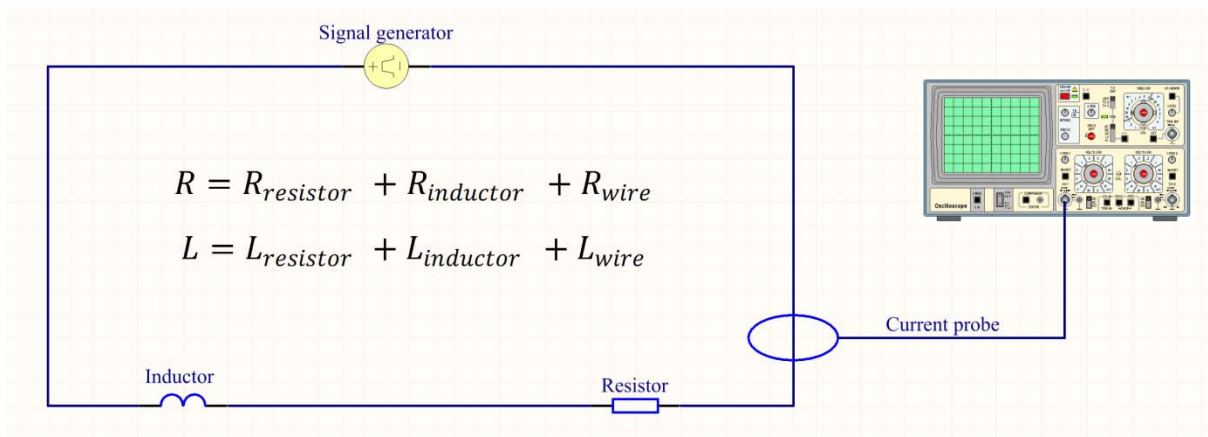 Signal generator
R = R_resistor + R_inductor + R_wire
L = L_resistor + L_inductor + L_wire
Oscilloscope
Current probe
Inductor
Resistor